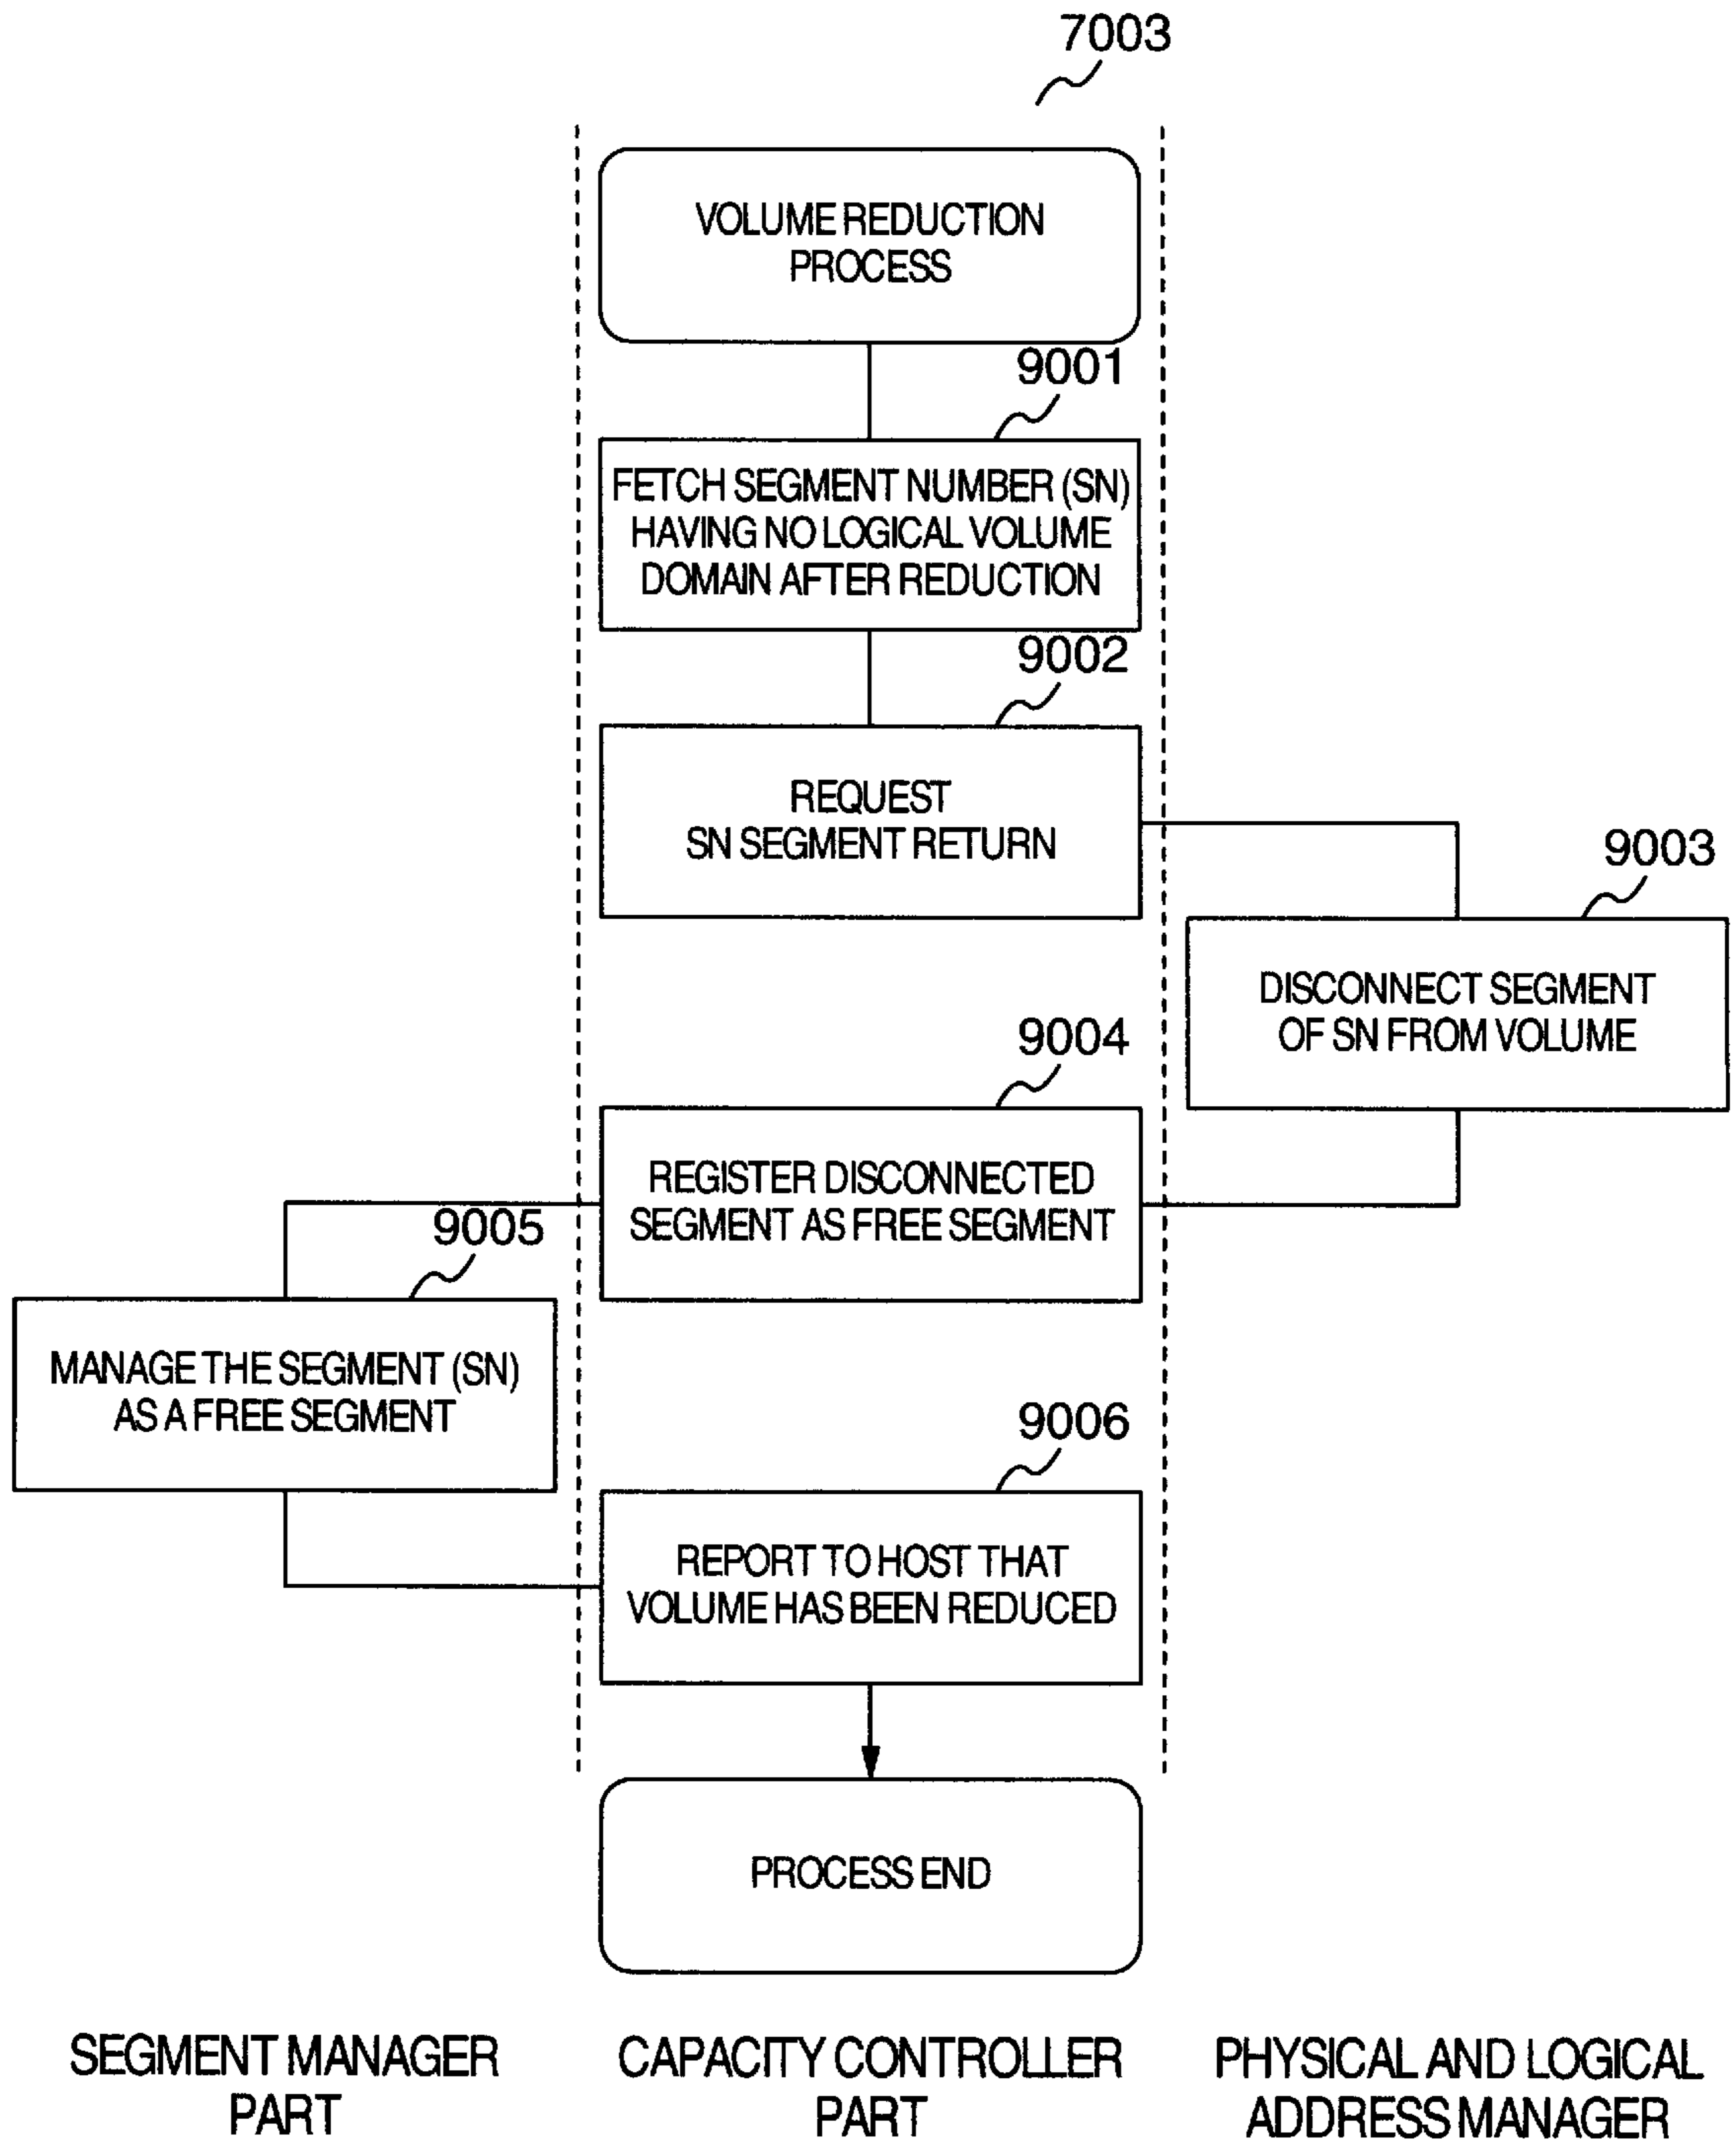 7003
VOLUME REDUCTION
PROCESS
9001
FETCH SEGMENT NUMBER (SN)
HAVING NO LOGICAL VOLUME
DOMAIN AFTER REDUCTION
9002
REQUEST
SN SEGMENT RETURN
9003
DISCONNECT SEGMENT
OF SN FROM VOLUME
9004
REGISTER DISCONNECTED
SEGMENT AS FREE SEGMENT
9005
MANAGE THE SEGMENT (SN)
AS A FREE SEGMENT
9006
REPORT TO HOST THAT
VOLUME HAS BEEN REDUCED
PROCESS END
SEGMENT MANAGER
PART
CAPACITY CONTROLLER
PART
PHYSICAL AND LOGICAL
ADDRESS MANAGER